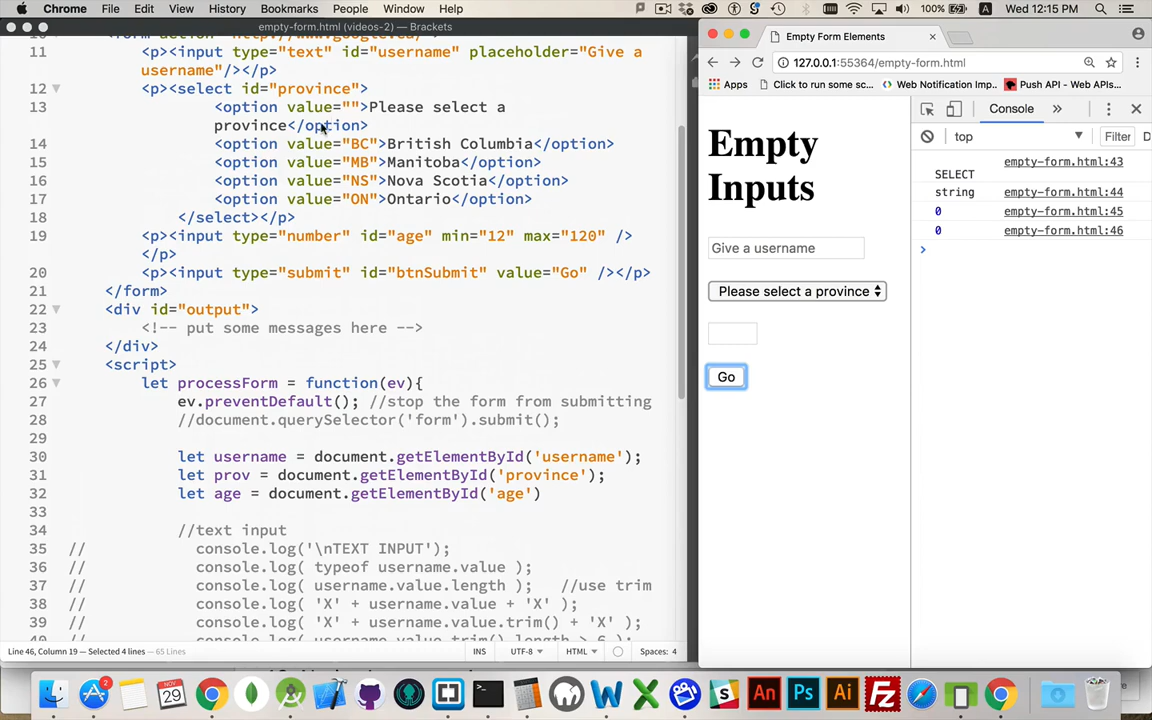 Chrome File Edit View History Bookmarks People Window Help 100% A Wed 12:15 PM
empty-form.html (videos-2) — Brackets
11 <p><input type="text" id="username" placeholder="Give a
username"/></p>
12 <p><select id="province">
13 <option value="">Please select a
province</option>
14 <option value="BC">British Columbia</option>
15 <option value="MB">Manitoba</option>
16 <option value="NS">Nova Scotia</option>
17 <option value="ON">Ontario</option>
18 </select></p>
19 <p><input type="number" id="age" min="12" max="120" />
</p>
20 <p><input type="submit" id="btnSubmit" value="Go" /></p>
21 </form>
22 <div id="output">
23 <!-- put some messages here -->
24 </div>
25 <script>
26 let processForm = function(ev){
27 ev.preventDefault(); //stop the form from submitting
28 //document.querySelector('form').submit();
29
30 let username = document.getElementById('username');
31 let prov = document.getElementById('province');
32 let age = document.getElementById('age')
33
34 //text input
35 // console.log('\nTEXT INPUT');
36 // console.log( typeof username.value );
37 // console.log( username.value.length ); //use trim
38 // console.log( 'X' + username.value + 'X' );
39 // console.log( 'X' + username.value.trim() + 'X' );
Line 46, Column 19 — Selected 4 lines — 65 Lines INS UTF-8 HTML Spaces: 4
Empty Form Elements
127.0.0.1:55364/empty-form.html
Apps Click to run some sc... Web Notification Imp.. Push API - Web APIs..
Console »
top Filter
empty-form.html:43
SELECT
string empty-form.html:44
0 empty-form.html:45
0 empty-form.html:46
Empty
Inputs
Give a username
Please select a province
Go
2 NOV 29 W X S An Ps Ai Fz